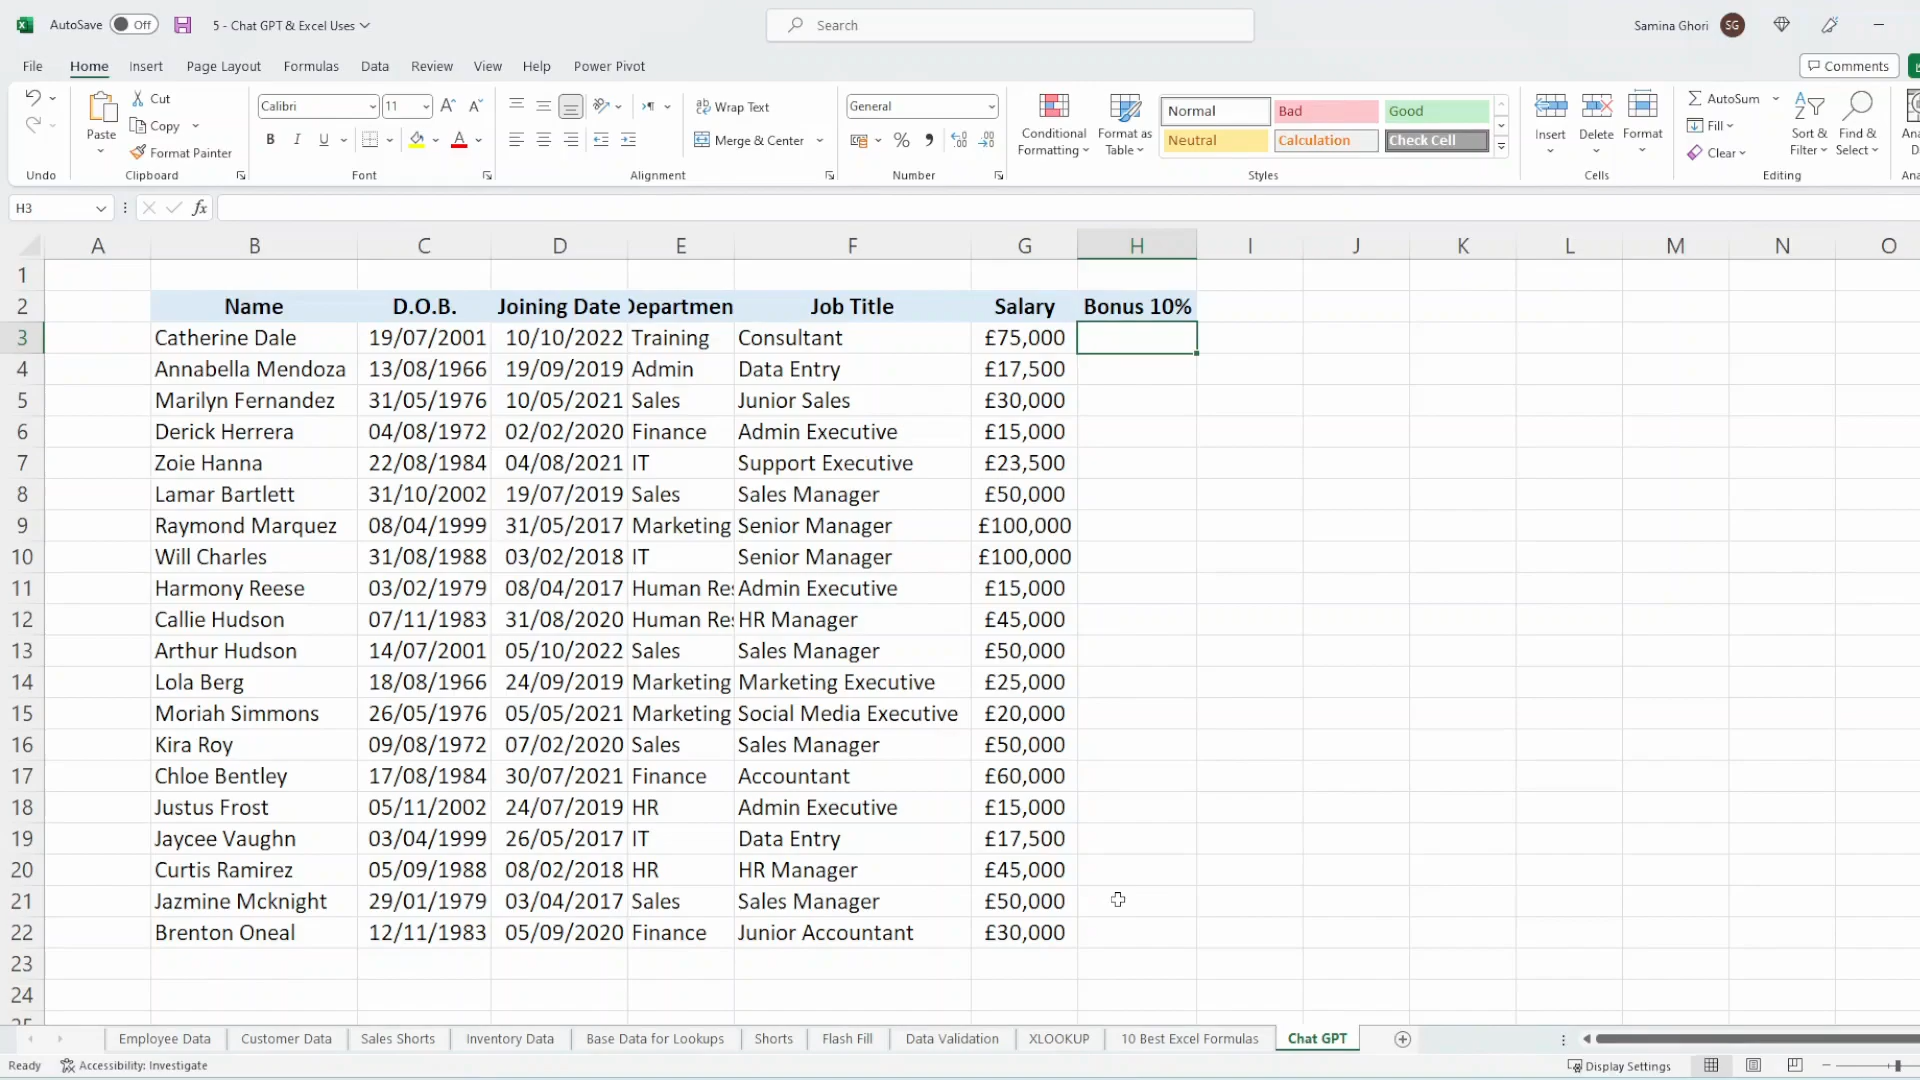 AutoSave Off 5 - Chat GPT & Excel Uses Search Samina Ghori SG
File Home Insert Page Layout Formulas Data Review View Help Power Pivot Comments
Paste Cut Copy Format Painter
Calibri 11
B I U A
Wrap Text
Merge & Center
General
Conditional Formatting Format as Table
Normal Bad Good
Neutral Calculation Check Cell
Insert Delete Format
AutoSum Fill Clear
Sort & Filter Find & Select
Undo Clipboard Font Alignment Number Styles Cells Editing
H3 fx
A B C D E F G H I J K L M N O
1
2 Name D.O.B. Joining Date Departmen Job Title Salary Bonus 10%
3 Catherine Dale 19/07/2001 10/10/2022 Training Consultant £75,000
4 Annabella Mendoza 13/08/1966 19/09/2019 Admin Data Entry £17,500
5 Marilyn Fernandez 31/05/1976 10/05/2021 Sales Junior Sales £30,000
6 Derick Herrera 04/08/1972 02/02/2020 Finance Admin Executive £15,000
7 Zoie Hanna 22/08/1984 04/08/2021 IT Support Executive £23,500
8 Lamar Bartlett 31/10/2002 19/07/2019 Sales Sales Manager £50,000
9 Raymond Marquez 08/04/1999 31/05/2017 Marketing Senior Manager £100,000
10 Will Charles 31/08/1988 03/02/2018 IT Senior Manager £100,000
11 Harmony Reese 03/02/1979 08/04/2017 Human Res Admin Executive £15,000
12 Callie Hudson 07/11/1983 31/08/2020 Human Res HR Manager £45,000
13 Arthur Hudson 14/07/2001 05/10/2022 Sales Sales Manager £50,000
14 Lola Berg 18/08/1966 24/09/2019 Marketing Marketing Executive £25,000
15 Moriah Simmons 26/05/1976 05/05/2021 Marketing Social Media Executive £20,000
16 Kira Roy 09/08/1972 07/02/2020 Sales Sales Manager £50,000
17 Chloe Bentley 17/08/1984 30/07/2021 Finance Accountant £60,000
18 Justus Frost 05/11/2002 24/07/2019 HR Admin Executive £15,000
19 Jaycee Vaughn 03/04/1999 26/05/2017 IT Data Entry £17,500
20 Curtis Ramirez 05/09/1988 08/02/2018 HR HR Manager £45,000
21 Jazmine Mcknight 29/01/1979 03/04/2017 Sales Sales Manager £50,000
22 Brenton Oneal 12/11/1983 05/09/2020 Finance Junior Accountant £30,000
23
24
Employee Data Customer Data Sales Shorts Inventory Data Base Data for Lookups Shorts Flash Fill Data Validation XLOOKUP 10 Best Excel Formulas Chat GPT
Ready Accessibility: Investigate Display Settings